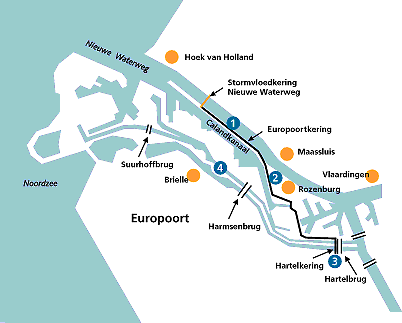 Nieuwe Waterweg
Hoek van Holland
Stormvloedkering
Nieuwe Waterweg
1
Calandkanaal
Europoortkering
Maassluis
Suurhoffbrug
4
2
Vlaardingen
Noordzee
Brielle
Rozenburg
Europoort
Harmsenbrug
3
Hartelkering
Hartelbrug